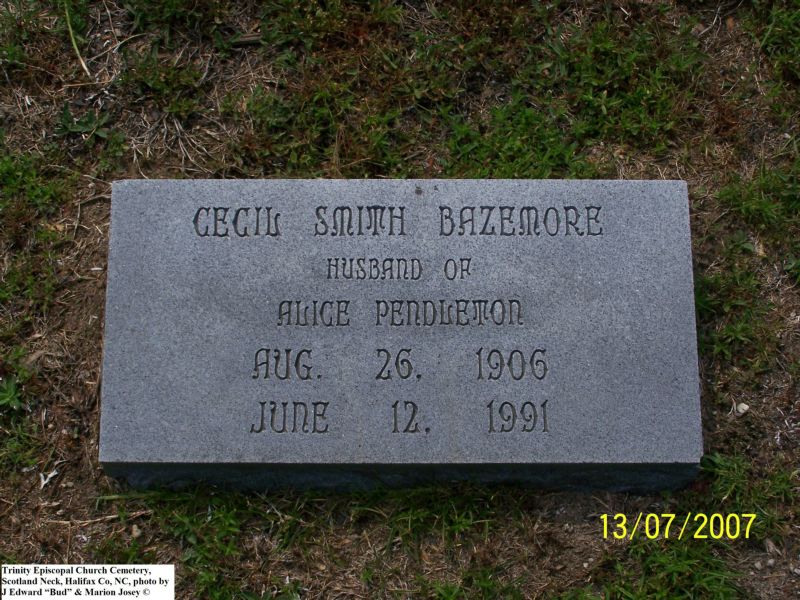 CECIL SMITH BAZEMORE
HUSBAND OF
ALICE PENDLETON
AUG. 26, 1906
JUNE 12, 1991
13/07/2007
Trinity Episcopal Church Cemetery,
Scotland Neck, Halifax Co, NC, photo by
J Edward “Bud” & Marion Josey ©